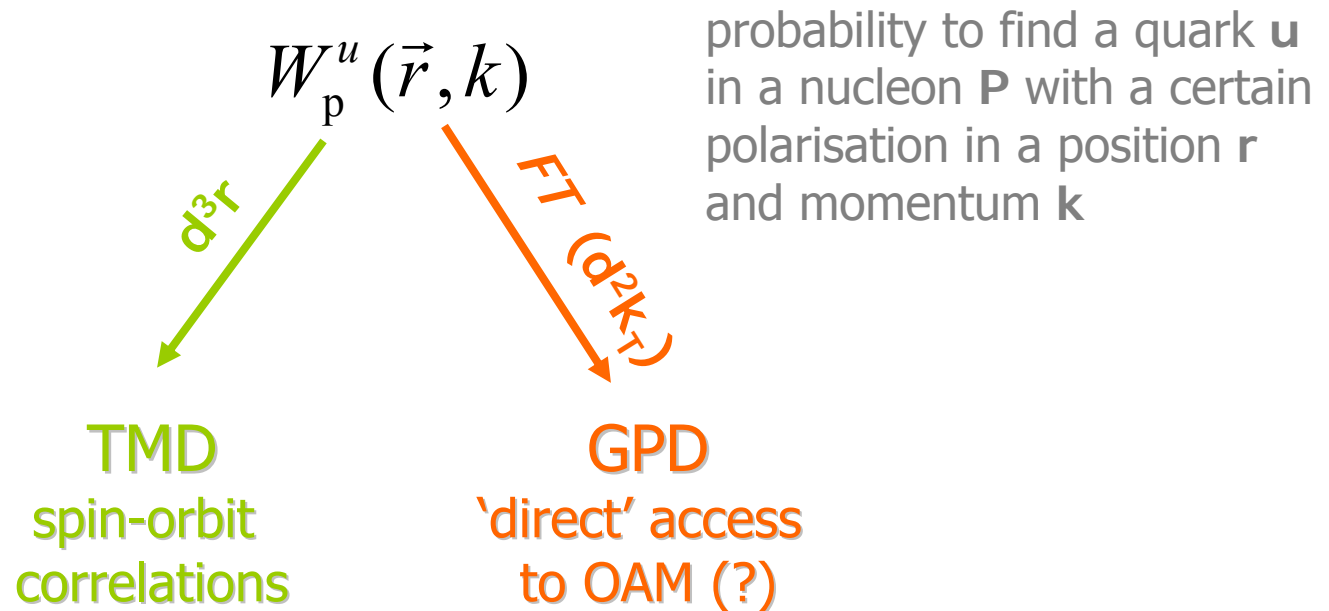 W_p^u (r⃗, k)
probability to find a quark u
in a nucleon P with a certain
polarisation in a position r
and momentum k
d³r
FT (d²k_T)
TMD
spin-orbit
correlations
GPD
‘direct’ access
to OAM (?)